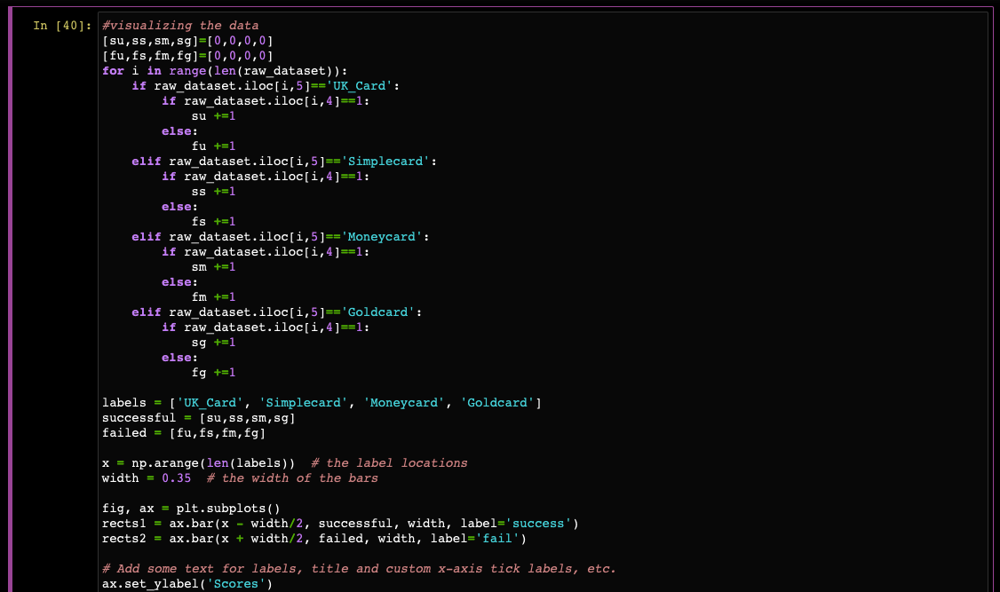 In [40]: #visualizing the data
[su,ss,sm,sg]=[0,0,0,0]
[fu,fs,fm,fg]=[0,0,0,0]
for i in range(len(raw_dataset)):
    if raw_dataset.iloc[i,5]=='UK_Card':
        if raw_dataset.iloc[i,4]==1:
            su +=1
        else:
            fu +=1
    elif raw_dataset.iloc[i,5]=='Simplecard':
        if raw_dataset.iloc[i,4]==1:
            ss +=1
        else:
            fs +=1
    elif raw_dataset.iloc[i,5]=='Moneycard':
        if raw_dataset.iloc[i,4]==1:
            sm +=1
        else:
            fm +=1
    elif raw_dataset.iloc[i,5]=='Goldcard':
        if raw_dataset.iloc[i,4]==1:
            sg +=1
        else:
            fg +=1
labels = ['UK_Card', 'Simplecard', 'Moneycard', 'Goldcard']
successful = [su,ss,sm,sg]
failed = [fu,fs,fm,fg]
x = np.arange(len(labels))  # the label locations
width = 0.35  # the width of the bars
fig, ax = plt.subplots()
rects1 = ax.bar(x - width/2, successful, width, label='success')
rects2 = ax.bar(x + width/2, failed, width, label='fail')
# Add some text for labels, title and custom x-axis tick labels, etc.
ax.set_ylabel('Scores')